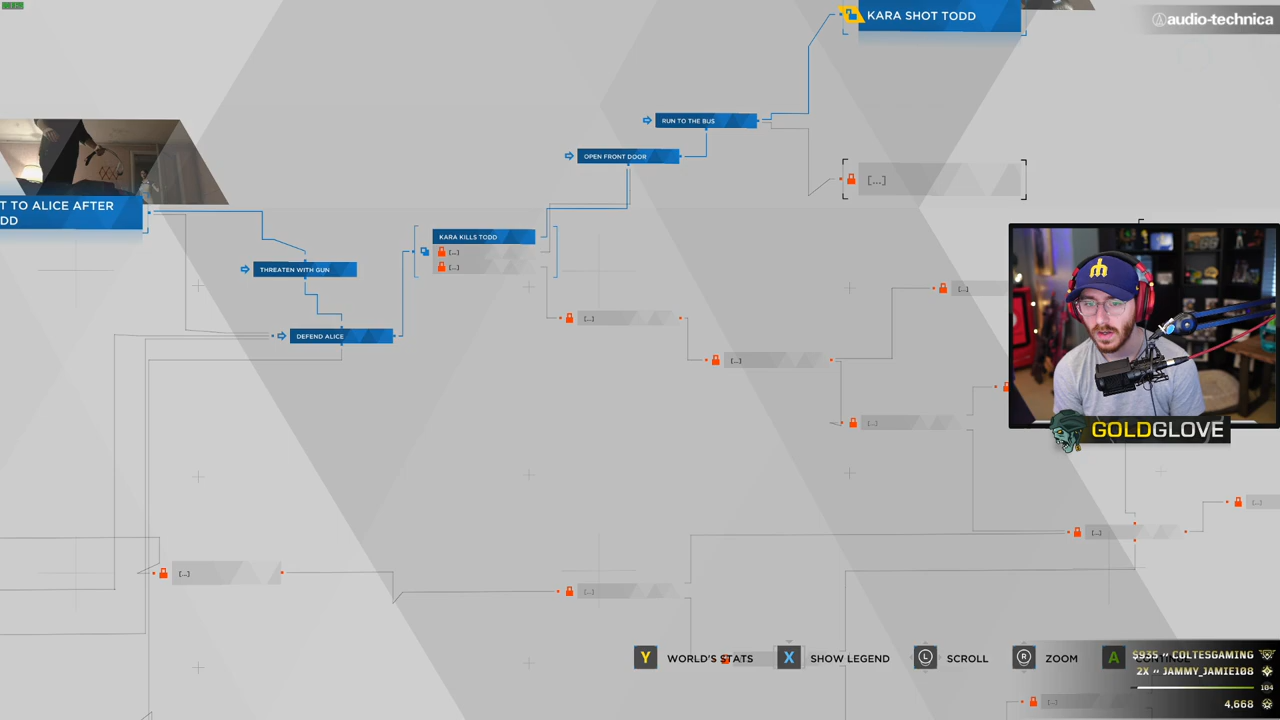 KARA SHOT TODD
audio-technica
RUN TO THE BUS
OPEN FRONT DOOR
[...]
T TO ALICE AFTER
DD
KARA KILLS TODD
[...]
[...]
THREATEN WITH GUN
[...]
[...]
DEFEND ALICE
[...]
[...]
GOLDGLOVE
[...]
[...]
[...]
[...]
Y WORLD'S STATS
X SHOW LEGEND
L SCROLL
R ZOOM
A
$935 // COLTESGAMING
2X // JAMMY_JAMIE108
104
4,668
[...]